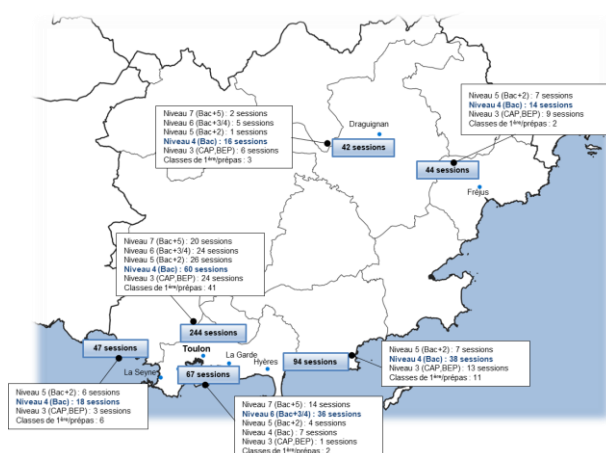 Niveau 5 (Bac+2) : 7 sessions
Niveau 4 (Bac) : 14 sessions
Niveau 3 (CAP,BEP) : 9 sessions
Classes de 1ère/prépas : 2
44 sessions
Fréjus
Niveau 7 (Bac+5) : 2 sessions
Niveau 6 (Bac+3/4) : 5 sessions
Niveau 5 (Bac+2) : 1 sessions
Niveau 4 (Bac) : 16 sessions
Niveau 3 (CAP,BEP) : 6 sessions
Classes de 1ère/prépas : 3
Draguignan
42 sessions
Niveau 7 (Bac+5) : 20 sessions
Niveau 6 (Bac+3/4) : 24 sessions
Niveau 5 (Bac+2) : 26 sessions
Niveau 4 (Bac) : 60 sessions
Niveau 3 (CAP,BEP) : 24 sessions
Classes de 1ère/prépas : 41
244 sessions
47 sessions
Toulon
La Garde
Hyères
La Seyne
67 sessions
94 sessions
Niveau 5 (Bac+2) : 7 sessions
Niveau 4 (Bac) : 38 sessions
Niveau 3 (CAP,BEP) : 13 sessions
Classes de 1ère/prépas : 11
Niveau 5 (Bac+2) : 6 sessions
Niveau 4 (Bac) : 18 sessions
Niveau 3 (CAP,BEP) : 3 sessions
Classes de 1ère/prépas : 6
Niveau 7 (Bac+5) : 14 sessions
Niveau 6 (Bac+3/4) : 36 sessions
Niveau 5 (Bac+2) : 4 sessions
Niveau 4 (Bac) : 7 sessions
Niveau 3 (CAP,BEP) : 1 sessions
Classes de 1ère/prépas : 2